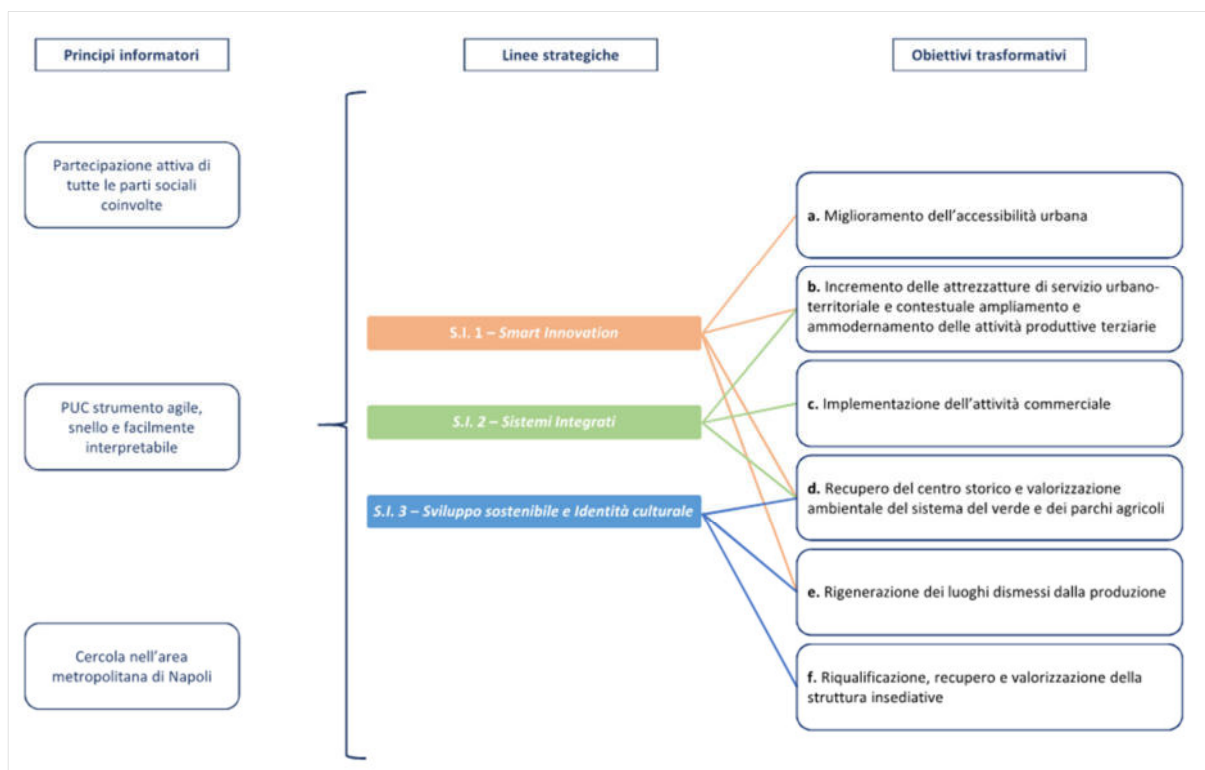 Principi informatori
Linee strategiche
Obiettivi trasformativi
Partecipazione attiva di
tutte le parti sociali
coinvolte
PUC strumento agile,
snello e facilmente
interpretabile
Cercola nell'area
metropolitana di Napoli
S.I. 1 – Smart Innovation
S.I. 2 – Sistemi Integrati
S.I. 3 – Sviluppo sostenibile e Identità culturale
a. Miglioramento dell'accessibilità urbana
b. Incremento delle attrezzature di servizio urbano-
territoriale e contestuale ampliamento e
ammodernamento delle attività produttive terziarie
c. Implementazione dell'attività commerciale
d. Recupero del centro storico e valorizzazione
ambientale del sistema del verde e dei parchi agricoli
e. Rigenerazione dei luoghi dismessi dalla produzione
f. Riqualificazione, recupero e valorizzazione della
struttura insediative